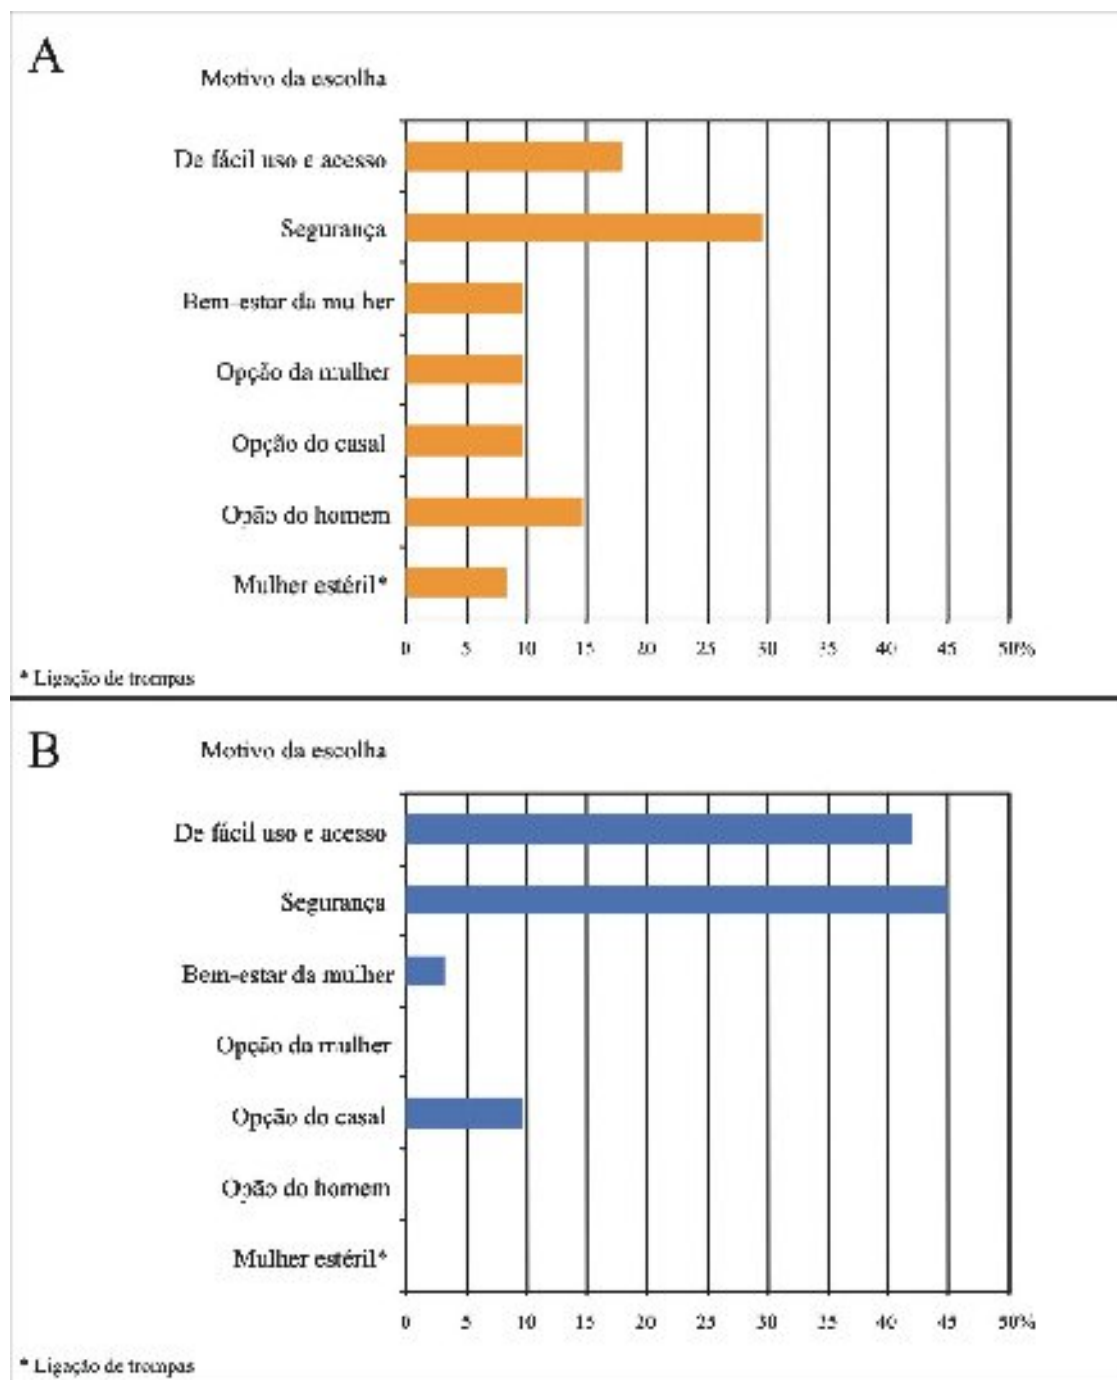 A
Motivo da escolha
De fácil uso e acesso
Segurança
Bem-estar da mulher
Opção da mulher
Opção do casal
Opão do homem
Mulher estéril*
0 5 10 15 20 25 30 35 40 45 50%
* Ligação de trompas
B
Motivo da escolha
De fácil uso e acesso
Segurança
Bem-estar da mulher
Opção da mulher
Opção do casal
Opão do homem
Mulher estéril*
0 5 10 15 20 25 30 35 40 45 50%
* Ligação de trompas